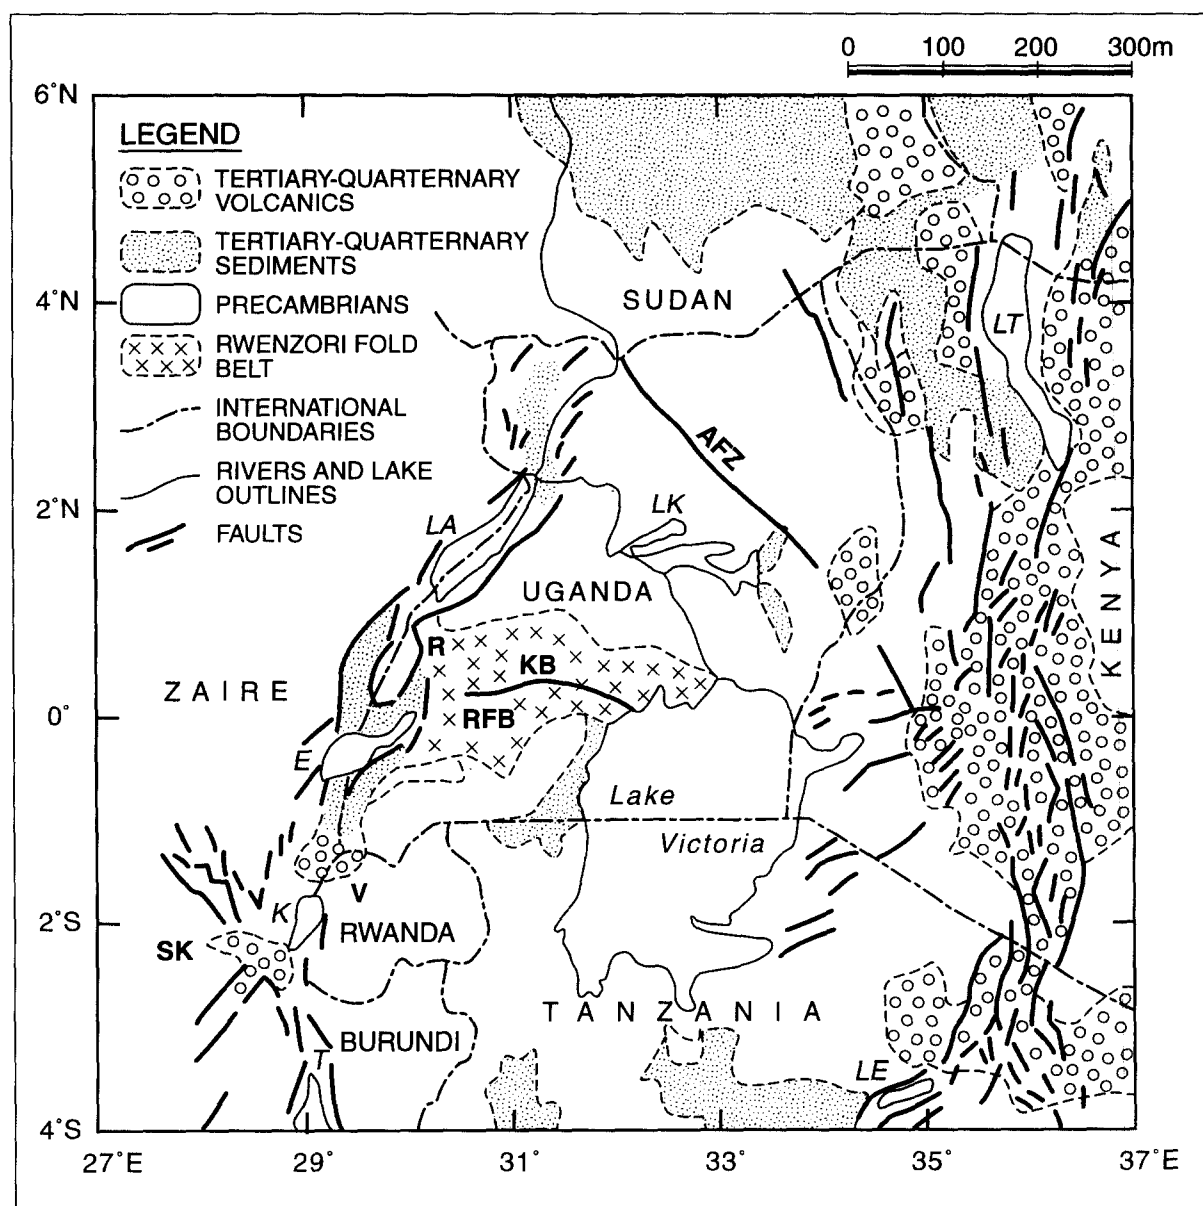 0 100 200 300m
6°N
LEGEND
TERTIARY-QUARTERNARY
VOLCANICS
TERTIARY-QUARTERNARY
SEDIMENTS
PRECAMBRIANS
RWENZORI FOLD
BELT
INTERNATIONAL
BOUNDARIES
RIVERS AND LAKE
OUTLINES
FAULTS
SUDAN
4°N
LT
AFZ
2°N
LA
LK
UGANDA
KENYA
R
KB
ZAIRE
0°
RFB
E
Lake
Victoria
V
K
2°S
SK
RWANDA
TANZANIA
BURUNDI
T
LE
4°S
27°E 29° 31° 33° 35° 37°E